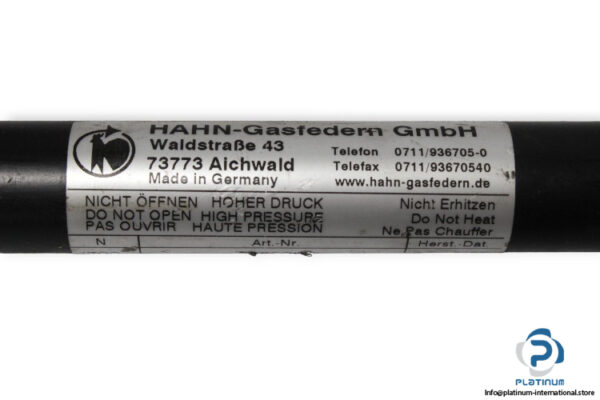 HAHN-Gasfedern GmbH
Waldstraße 43
Telefon 0711/936705-0
73773 Aichwald
Telefax 0711/93670540
Made in Germany
www.hahn-gasfedern.de
NICHT ÖFFNEN HOHER DRUCK
Nicht Erhitzen
DO NOT OPEN HIGH PRESSURE
Do Not Heat
PAS OUVRIR HAUTE PRESSION
Ne Pas Chauffer
N
Art.-Nr.
Herst.-Dat.
PLATINUM
Info@platinum-international.store